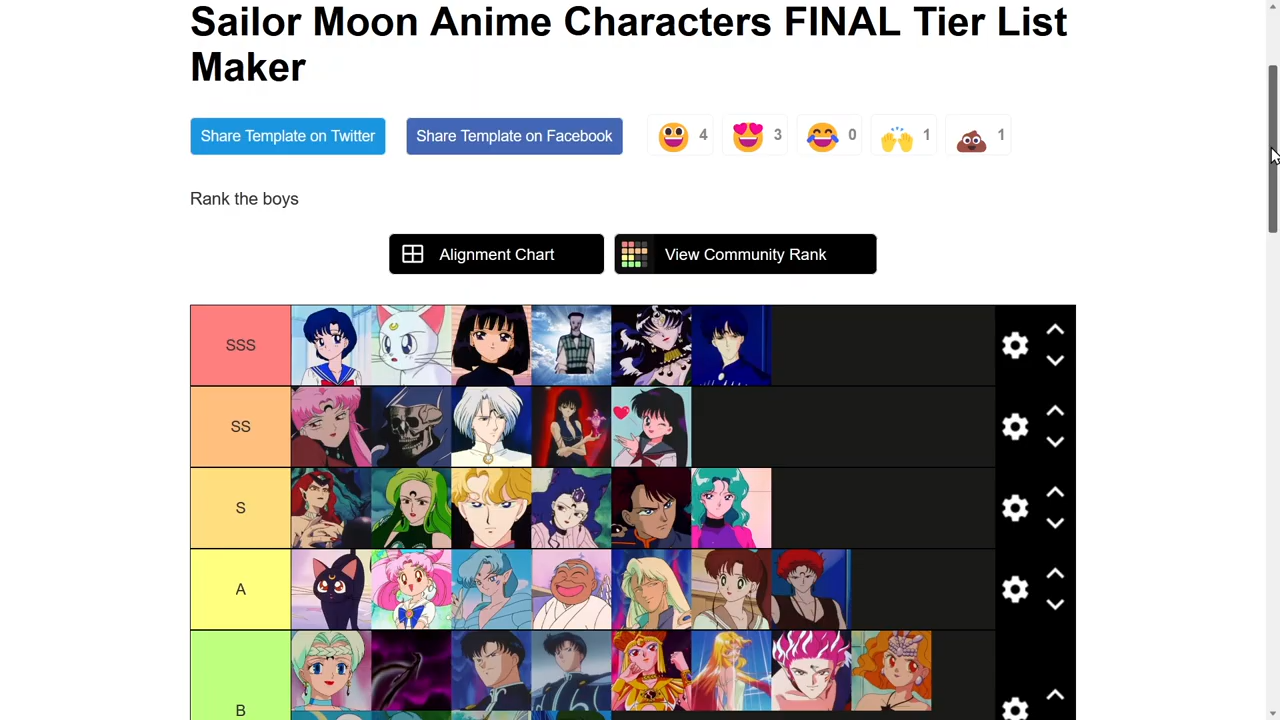 Sailor Moon Anime Characters FINAL Tier List
Maker
Share Template on Twitter
Share Template on Facebook
4
3
0
1
1
Rank the boys
Alignment Chart
View Community Rank
SSS
SS
S
A
B